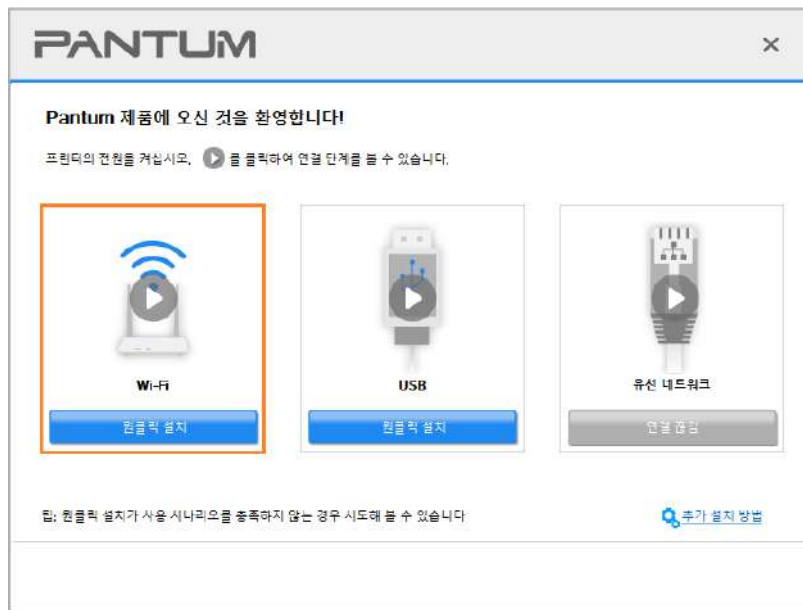 PANTUM
Pantum 제품에 오신 것을 환영합니다!
프린터의 전원을 켜십시오, 를 클릭하여 연결 단계를 볼 수 있습니다.
Wi-Fi
USB
유선 네트워크
원클릭 설치
원클릭 설치
연결 끊김
팁: 원클릭 설치가 사용 시나리오를 충족하지 않는 경우 시도해 볼 수 있습니다
추가 설치 방법